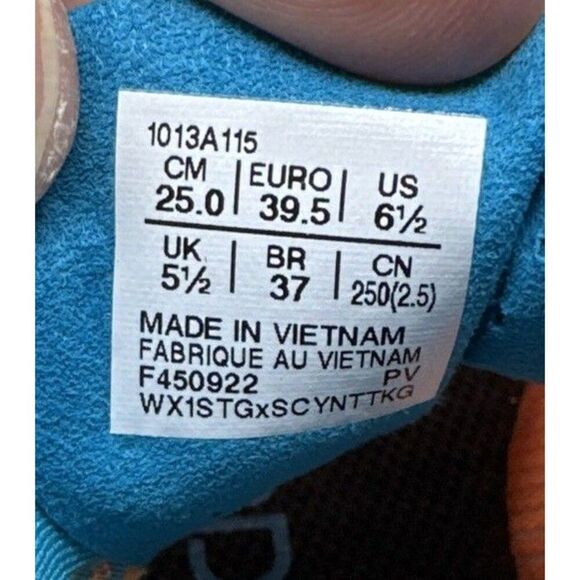 1013A115
CM EURO US
25.0 39.5 6½
UK BR CN
5½ 37 250(2.5)
MADE IN VIETNAM
FABRIQUE AU VIETNAM
F450922 PV
WX1STGxSCYNTTKG